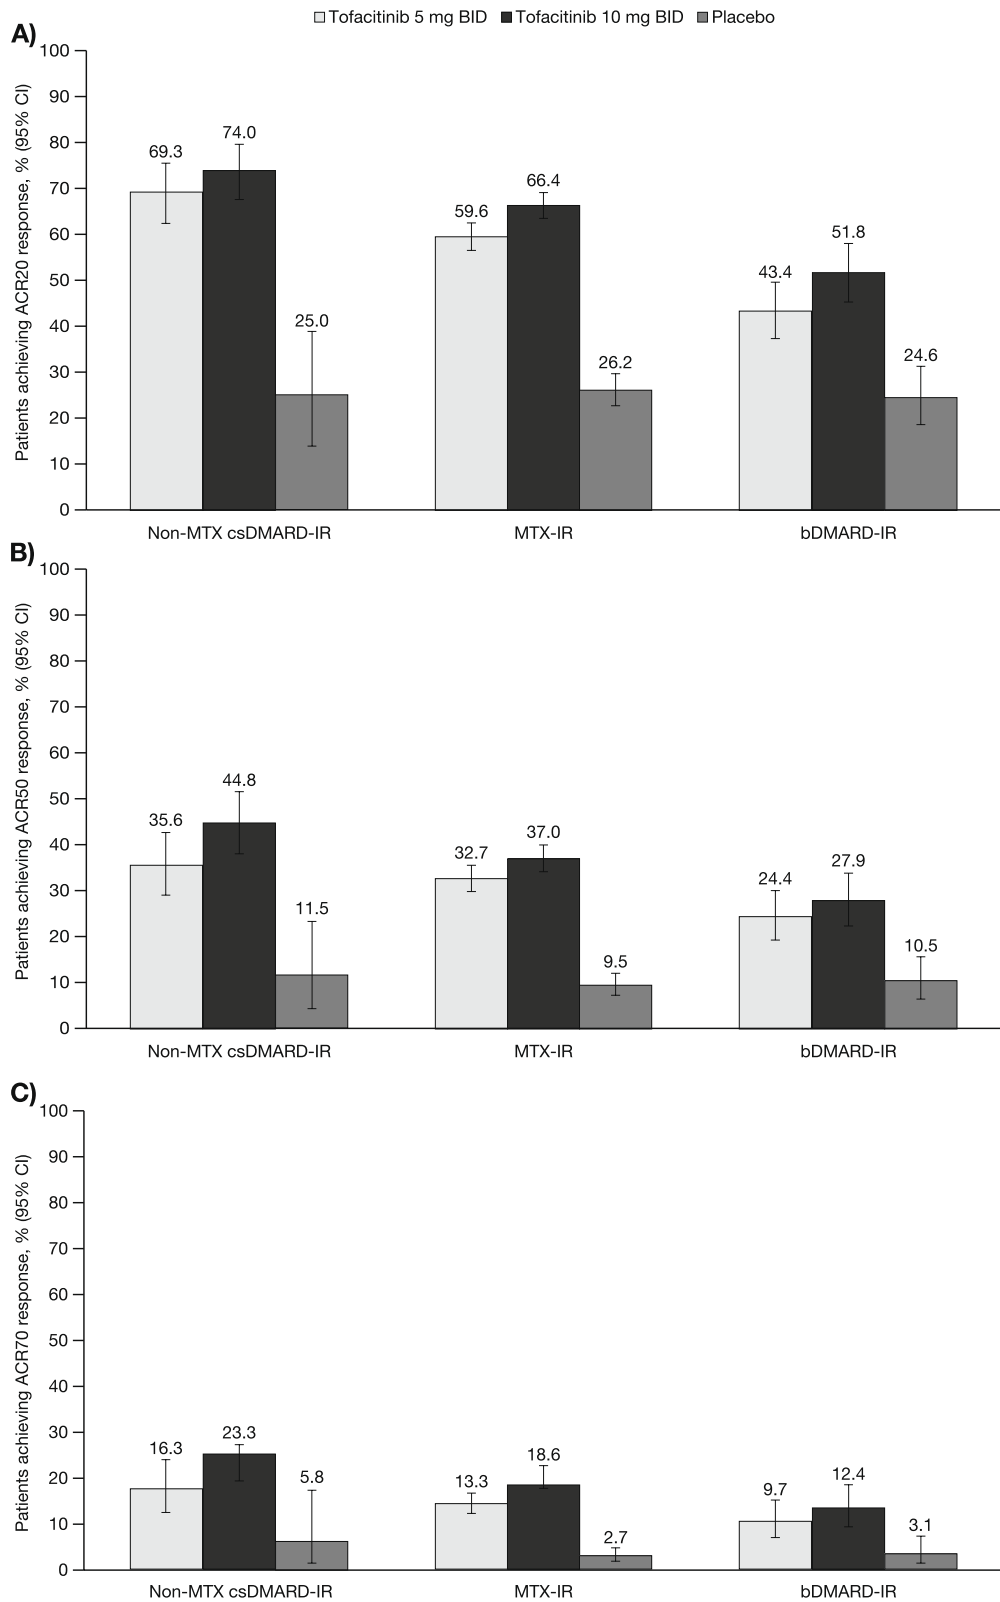 Tofacitinib 5 mg BID Tofacitinib 10 mg BID Placebo
A)
Patients achieving ACR20 response, % (95% CI)
100
90
80
70
60
50
40
30
20
10
0
69.3 74.0 25.0
59.6 66.4 26.2
43.4 51.8 24.6
Non-MTX csDMARD-IR MTX-IR bDMARD-IR
B)
Patients achieving ACR50 response, % (95% CI)
100
90
80
70
60
50
40
30
20
10
0
35.6 44.8 11.5
32.7 37.0 9.5
24.4 27.9 10.5
Non-MTX csDMARD-IR MTX-IR bDMARD-IR
C)
Patients achieving ACR70 response, % (95% CI)
100
90
80
70
60
50
40
30
20
10
0
16.3 23.3 5.8
13.3 18.6 2.7
9.7 12.4 3.1
Non-MTX csDMARD-IR MTX-IR bDMARD-IR